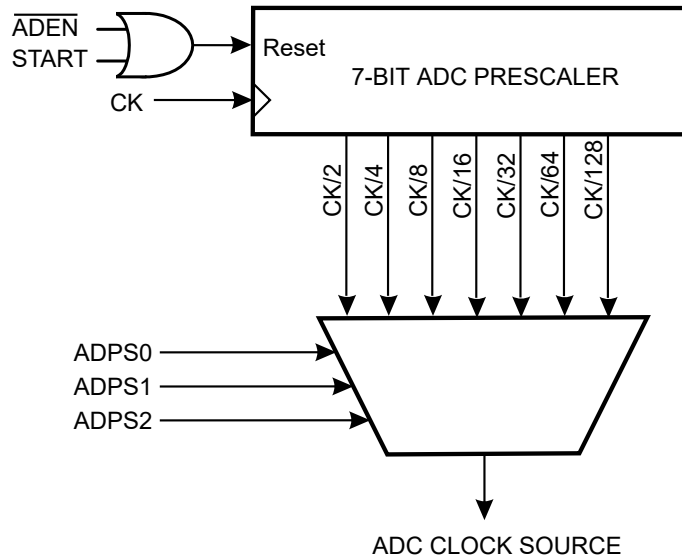 ADEN
START
Reset
7-BIT ADC PRESCALER
CK
CK/2
CK/4
CK/8
CK/16
CK/32
CK/64
CK/128
ADPS0
ADPS1
ADPS2
ADC CLOCK SOURCE